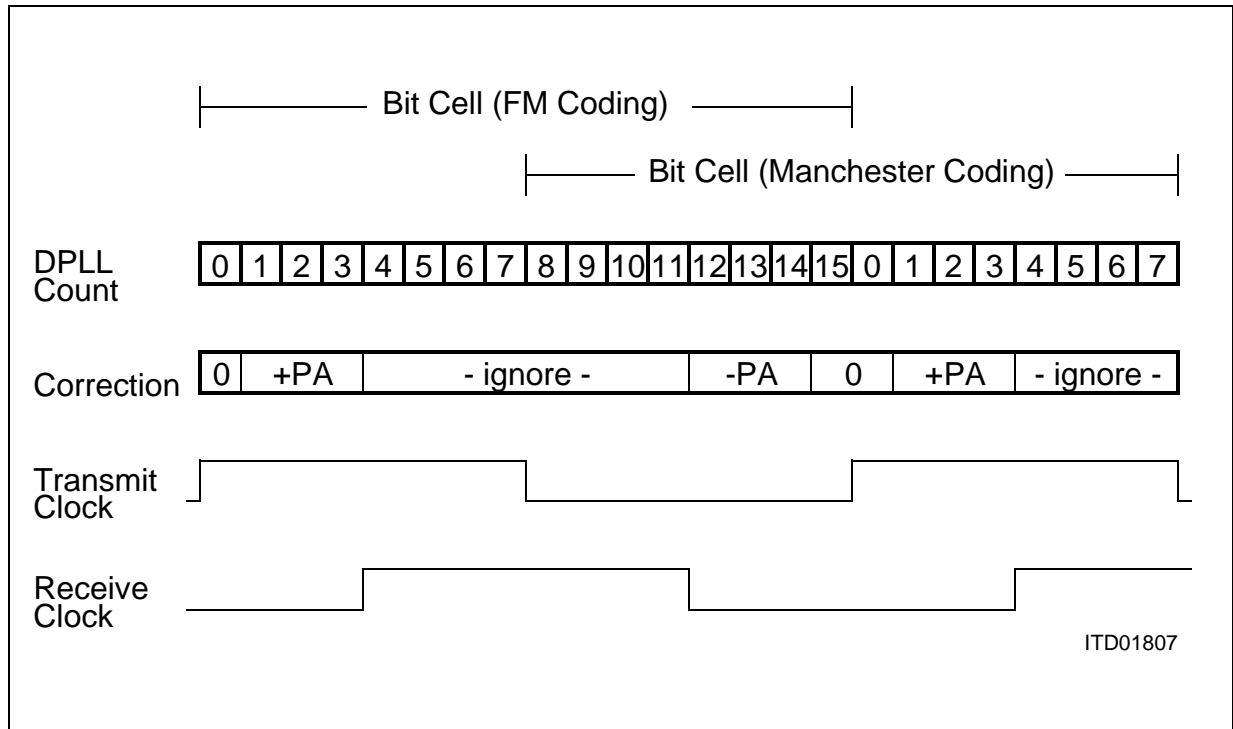 Bit Cell (FM Coding)
Bit Cell (Manchester Coding)
DPLL
Count
0 1 2 3 4 5 6 7 8 9 10 11 12 13 14 15 0 1 2 3 4 5 6 7
Correction
0 +PA - ignore - -PA 0 +PA - ignore -
Transmit
Clock
Receive
Clock
ITD01807